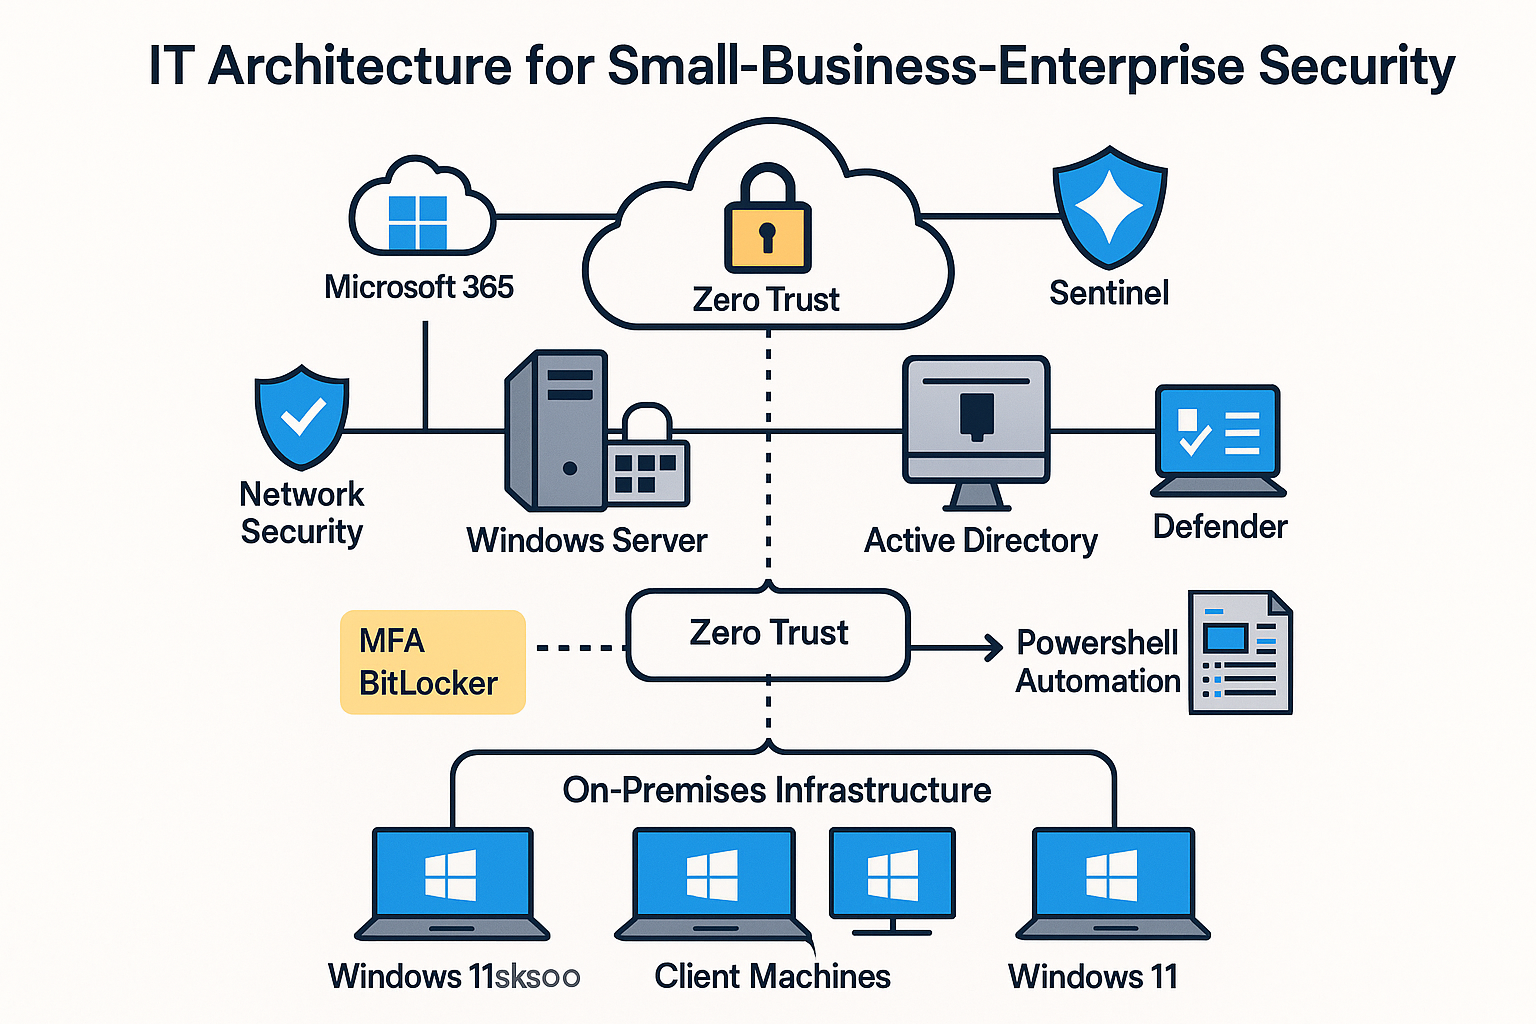 IT Architecture for Small-Business-Enterprise Security
Microsoft 365
Zero Trust
Sentinel
Network
Security
Windows Server
Active Directory
Defender
MFA
BitLocker
Zero Trust
Powershell
Automation
On-Premises Infrastructure
Windows 11sksoo
Client Machines
Windows 11